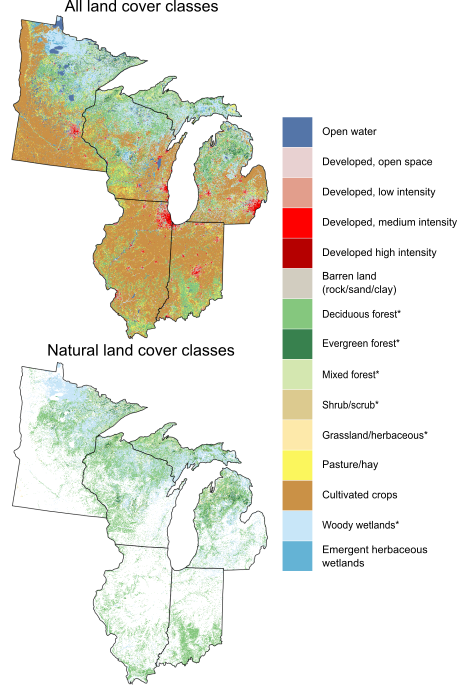 All land cover classes
Open water
Developed, open space
Developed, low intensity
Developed, medium intensity
Developed high intensity
Barren land
(rock/sand/clay)
Deciduous forest*
Evergreen forest*
Mixed forest*
Shrub/scrub*
Grassland/herbaceous*
Pasture/hay
Cultivated crops
Woody wetlands*
Emergent herbaceous
wetlands
Natural land cover classes